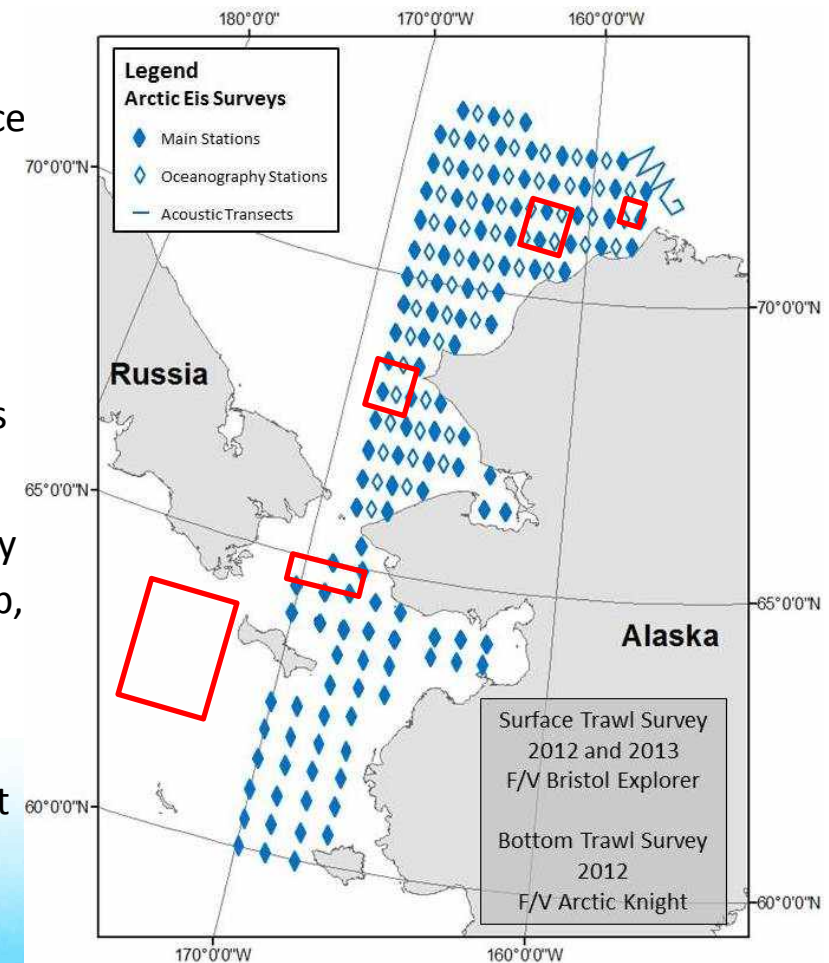 180°0'0"
170°0'0"W
160°0'0"W
Legend
Arctic Eis Surveys
Main Stations
Oceanography Stations
Acoustic Transects
ce
70°0'0"N
70°0'0"N
Russia
s
65°0'0"N
y
65°0'0"N
Alaska
Surface Trawl Survey
2012 and 2013
F/V Bristol Explorer
Bottom Trawl Survey
2012
F/V Arctic Knight
t
60°0'0"N
60°0'0"N
170°0'0"W
160°0'0"W